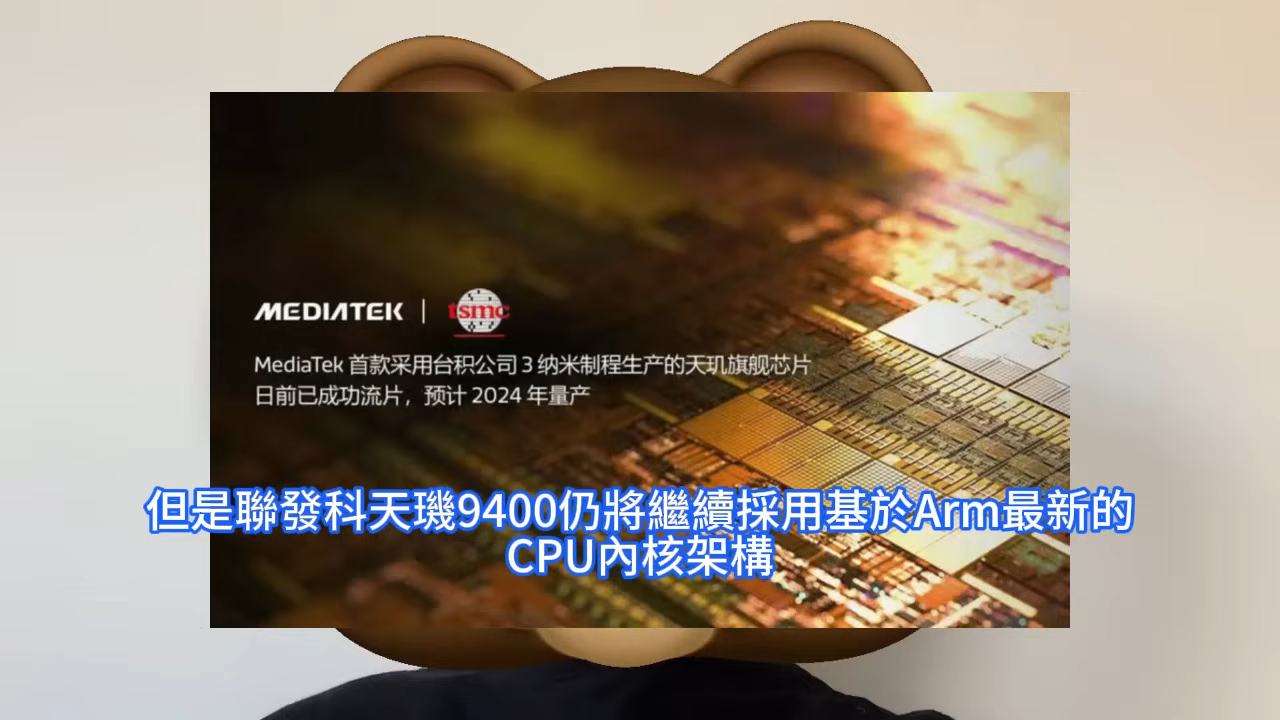 MEDIATEK | tsmc
MediaTek 首款采用台积公司 3 纳米制程生产的天玑旗舰芯片
日前已成功流片，预计 2024 年量产
但是聯發科天璣9400仍將繼續採用基於Arm最新的
CPU內核架構